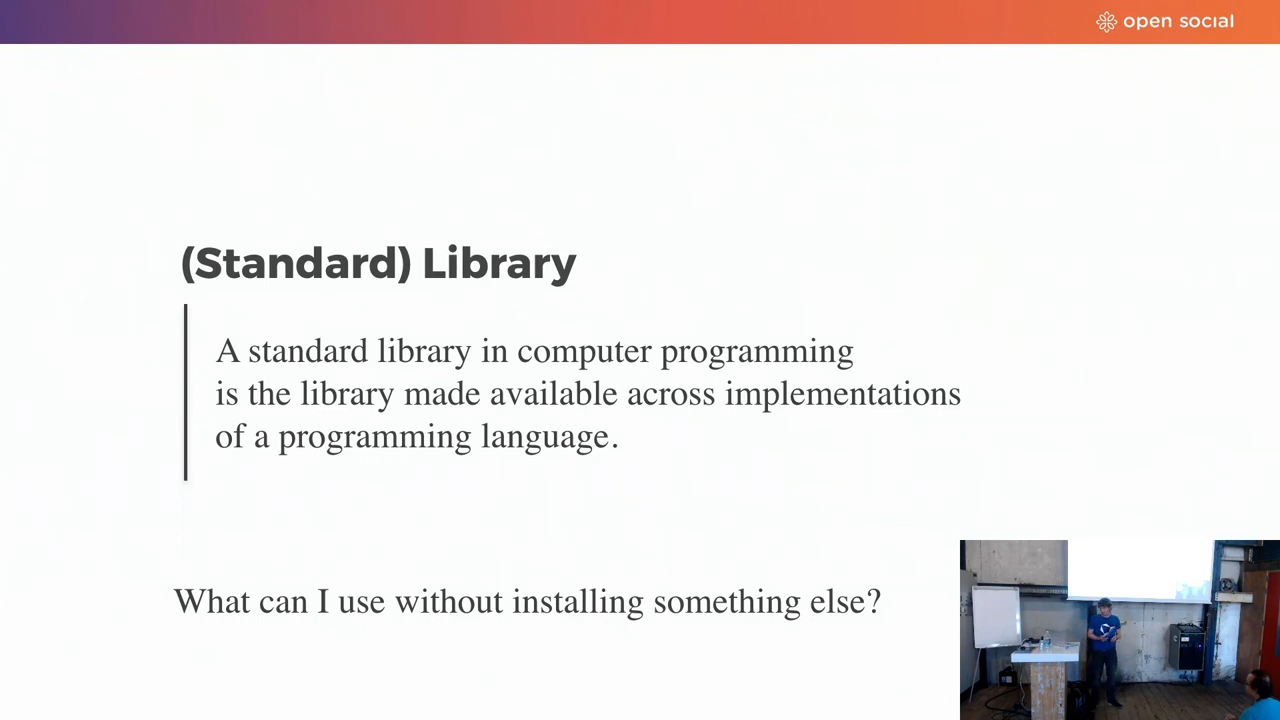 open social
(Standard) Library
A standard library in computer programming
is the library made available across implementations
of a programming language.
What can I use without installing something else?